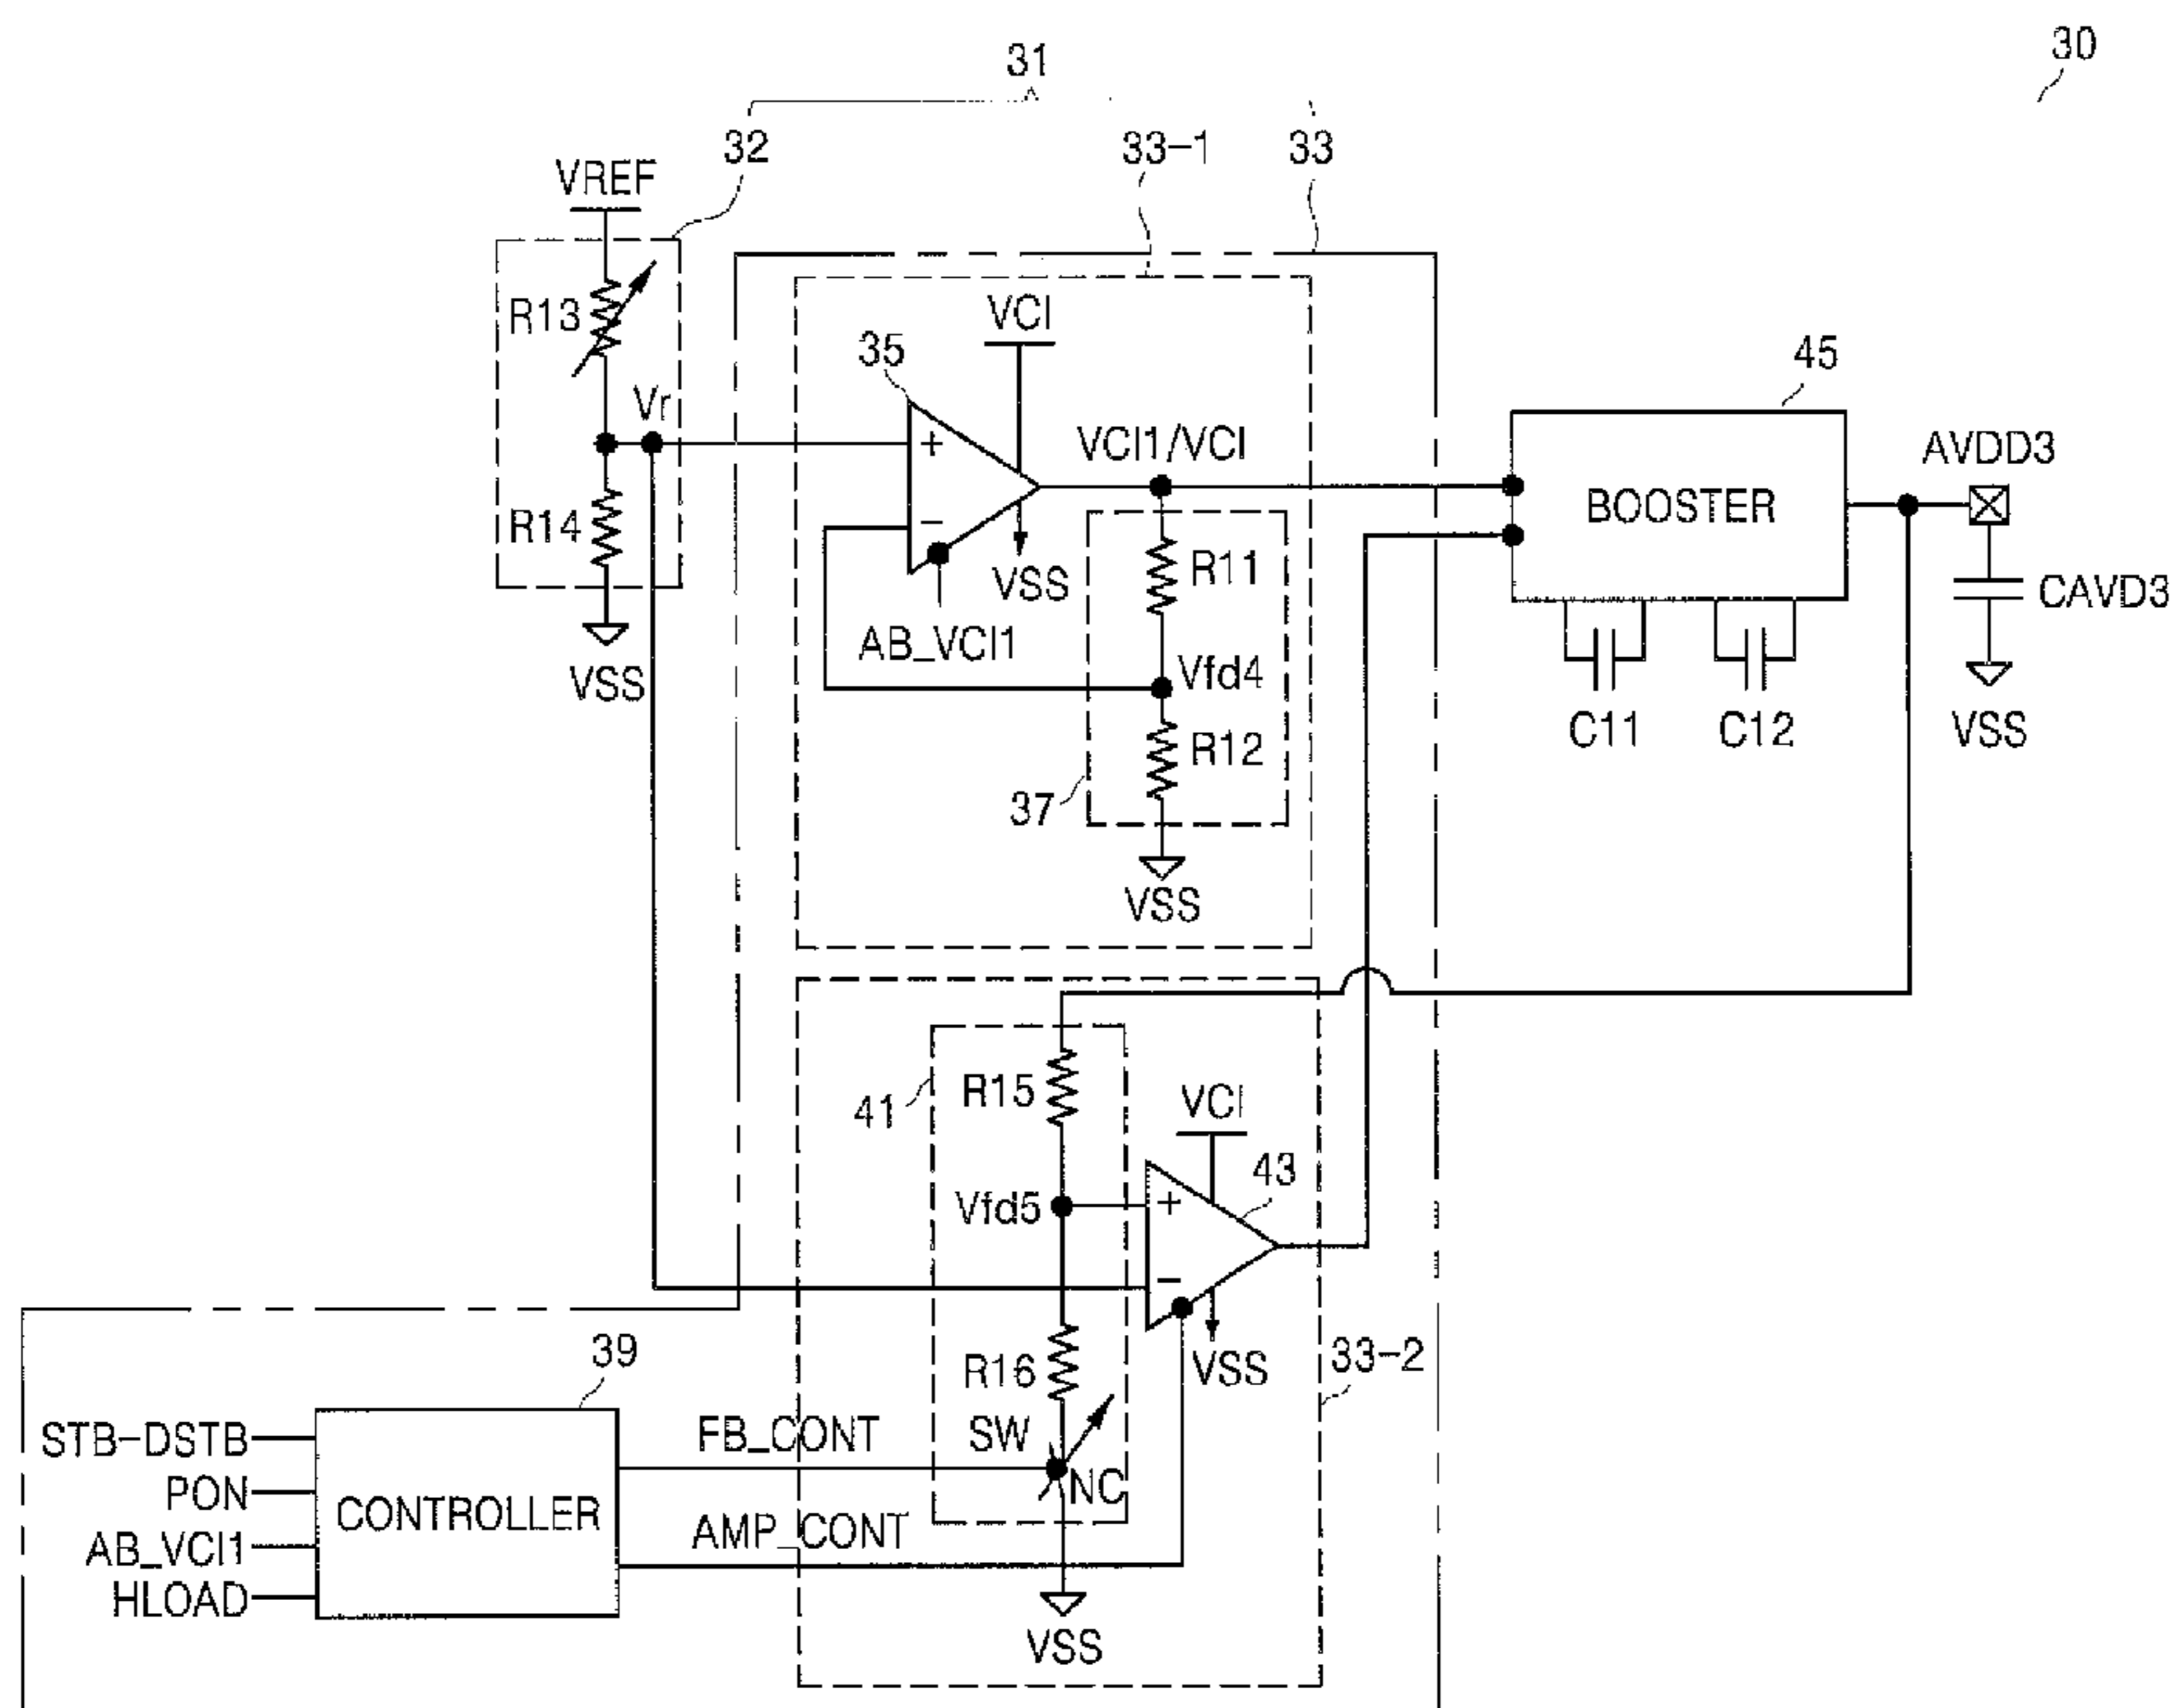 30
31
32
33-1
33
VREF
R13
Vr
R14
VSS
35
VCI
+
−
VSS
AB_VCI1
VCI1/VCI
R11
Vfd4
R12
37
VSS
45
BOOSTER
AVDD3
CAVD3
VSS
C11
C12
41
R15
VCI
43
Vfd5
+
−
VSS
R16
SW
NC
33-2
VSS
39
STB-DSTB
PON
AB_VCI1
HLOAD
CONTROLLER
FB_CONT
AMP_CONT